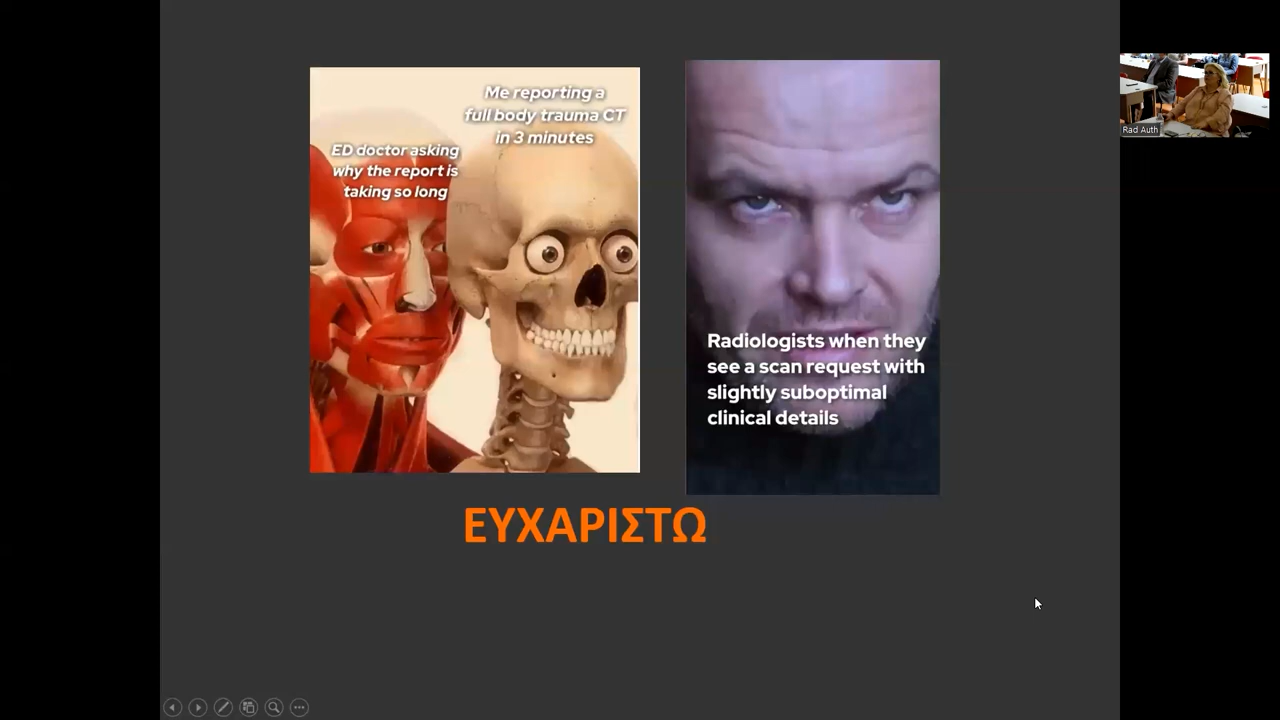 Me reporting a
full body trauma CT
in 3 minutes
ED doctor asking
why the report is
taking so long
Radiologists when they
see a scan request with
slightly suboptimal
clinical details
ΕΥΧΑΡΙΣΤΩ
Rad Auth